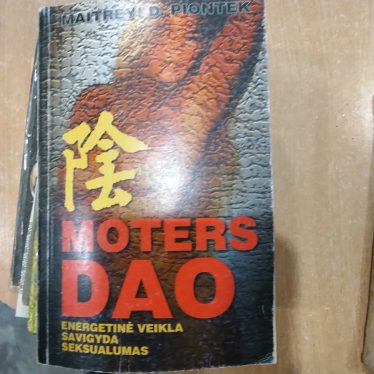 MAITREYI D. PIONTEK
陰
MOTERS
DAO
ENERGETINĖ VEIKLA
SAVIGYDA
SEKSUALUMAS